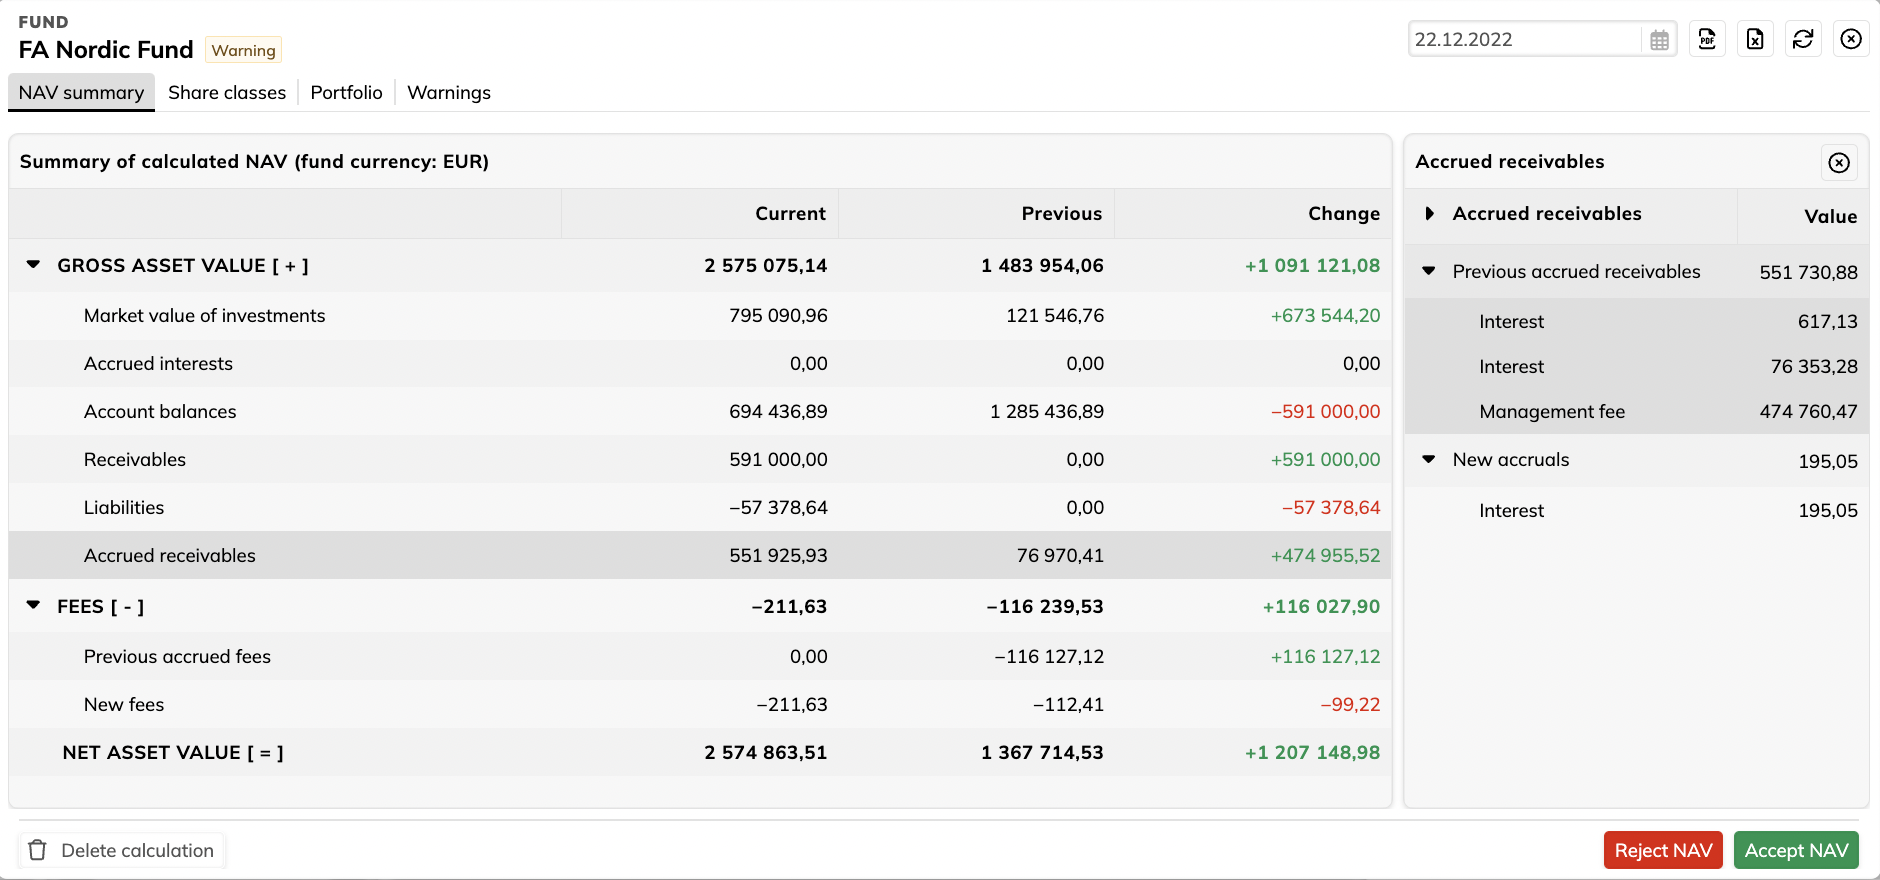 FUND
FA Nordic Fund Warning
22.12.2022
PDF
NAV summary Share classes Portfolio Warnings
Summary of calculated NAV (fund currency: EUR)
Current Previous Change
GROSS ASSET VALUE [ + ] 2 575 075,14 1 483 954,06 +1 091 121,08
Market value of investments 795 090,96 121 546,76 +673 544,20
Accrued interests 0,00 0,00 0,00
Account balances 694 436,89 1 285 436,89 −591 000,00
Receivables 591 000,00 0,00 +591 000,00
Liabilities −57 378,64 0,00 −57 378,64
Accrued receivables 551 925,93 76 970,41 +474 955,52
FEES [ - ] −211,63 −116 239,53 +116 027,90
Previous accrued fees 0,00 −116 127,12 +116 127,12
New fees −211,63 −112,41 −99,22
NET ASSET VALUE [ = ] 2 574 863,51 1 367 714,53 +1 207 148,98
Accrued receivables
Accrued receivables Value
Previous accrued receivables 551 730,88
Interest 617,13
Interest 76 353,28
Management fee 474 760,47
New accruals 195,05
Interest 195,05
Delete calculation
Reject NAV Accept NAV